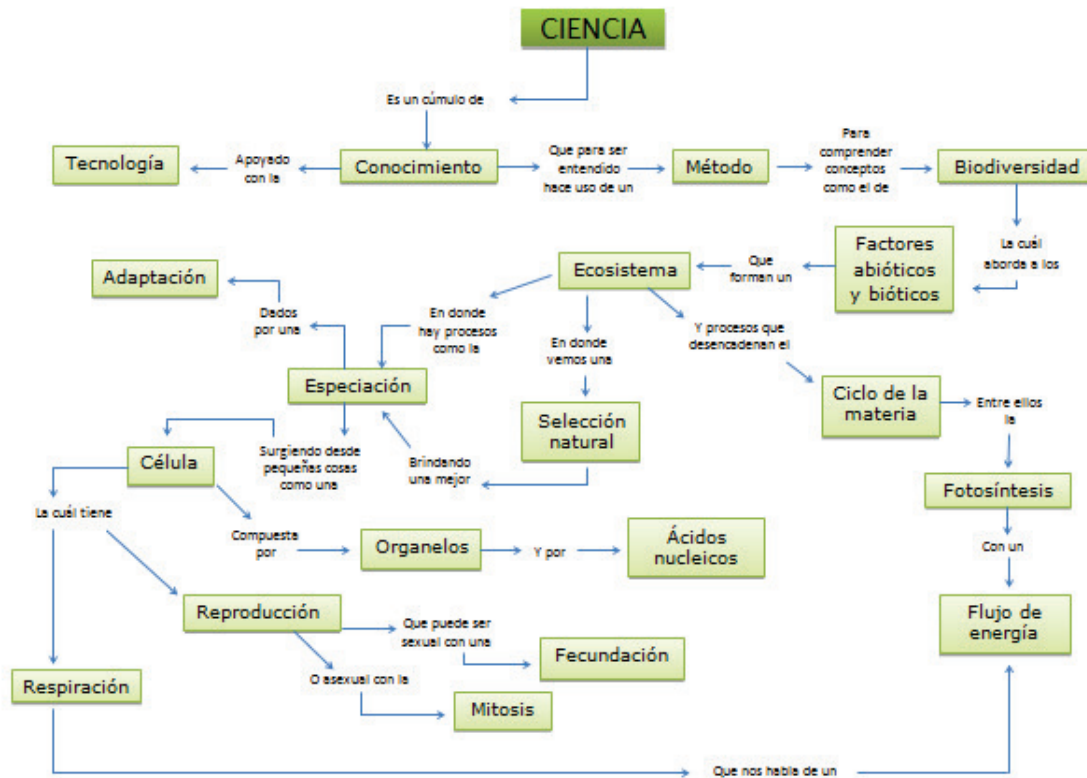 CIENCIA
Es un cúmulo de
Tecnología
Apoyado
con la
Conocimiento
Que para ser
entendido
hace uso de un
Método
Para
comprender
conceptos
como el de
Biodiversidad
La cuál
aborda a los
Factores
abióticos
y bióticos
Que
forman un
Ecosistema
Adaptación
Dados
por una
En donde
hay procesos
como la
En donde
vemos una
Y procesos que
desencadenan el
Especiación
Selección
natural
Ciclo de la
materia
Entre ellos
la
Célula
Surgiendo desde
pequeñas cosas
como una
Brindando
una mejor
Fotosíntesis
La cuál tiene
Compuesta
por
Organelos
Y por
Ácidos
nucleicos
Con un
Reproducción
Que puede ser
sexual con una
Fecundación
Flujo de
energía
Respiración
O asexual con la
Mitosis
Que nos habla de un